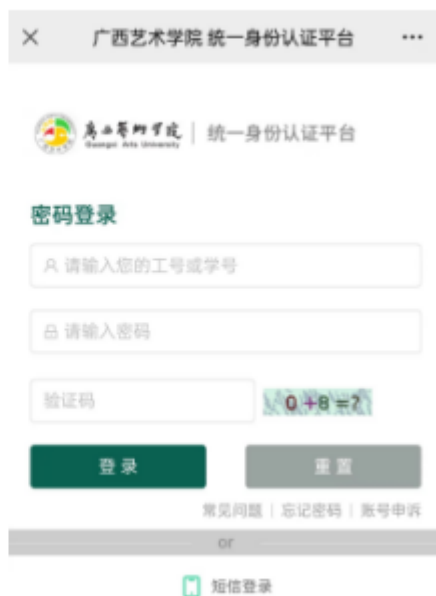 广西艺术学院 统一身份认证平台
广西艺术学院 统一身份认证平台
Guangxi Arts University
密码登录
请输入您的工号或学号
请输入密码
验证码 0+8=?
登录 重置
常见问题 | 忘记密码 | 账号申诉
or
短信登录